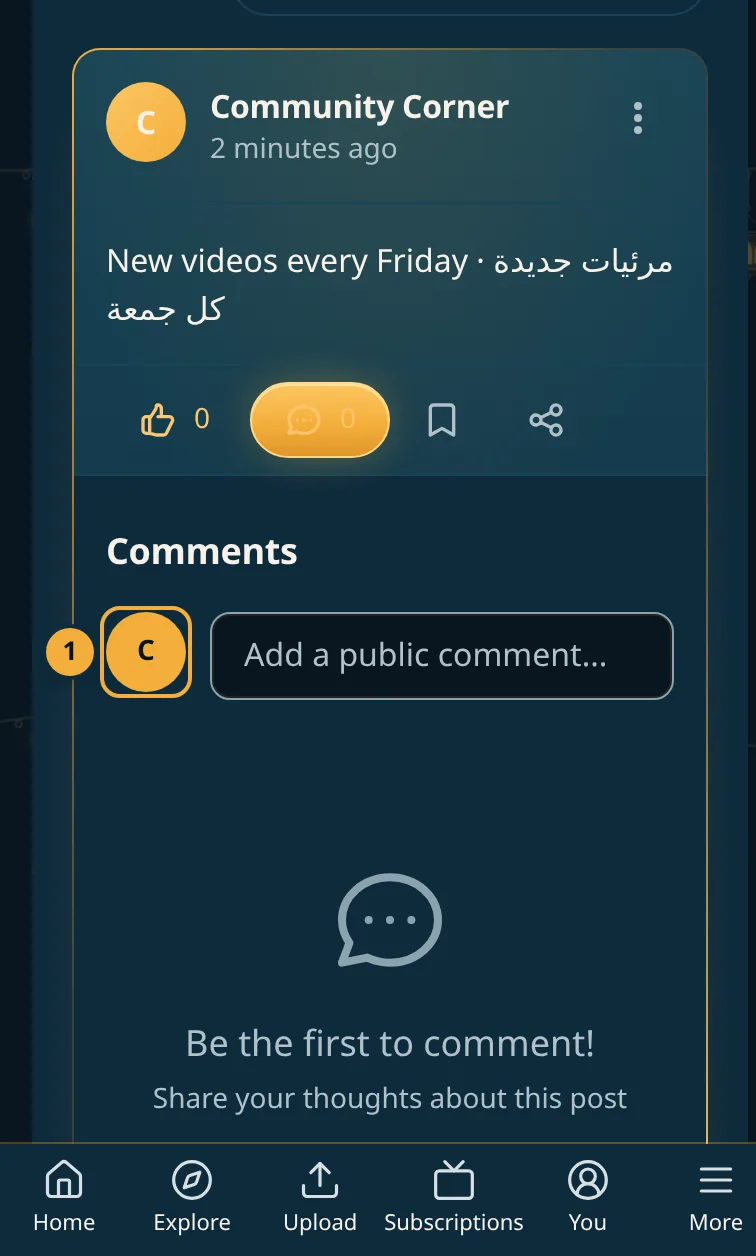 C
Community Corner
2 minutes ago
New videos every Friday · مرئيات جديدة
كل جمعة
0
0
Comments
1
C
Add a public comment...
Be the first to comment!
Share your thoughts about this post
Home
Explore
Upload
Subscriptions
You
More